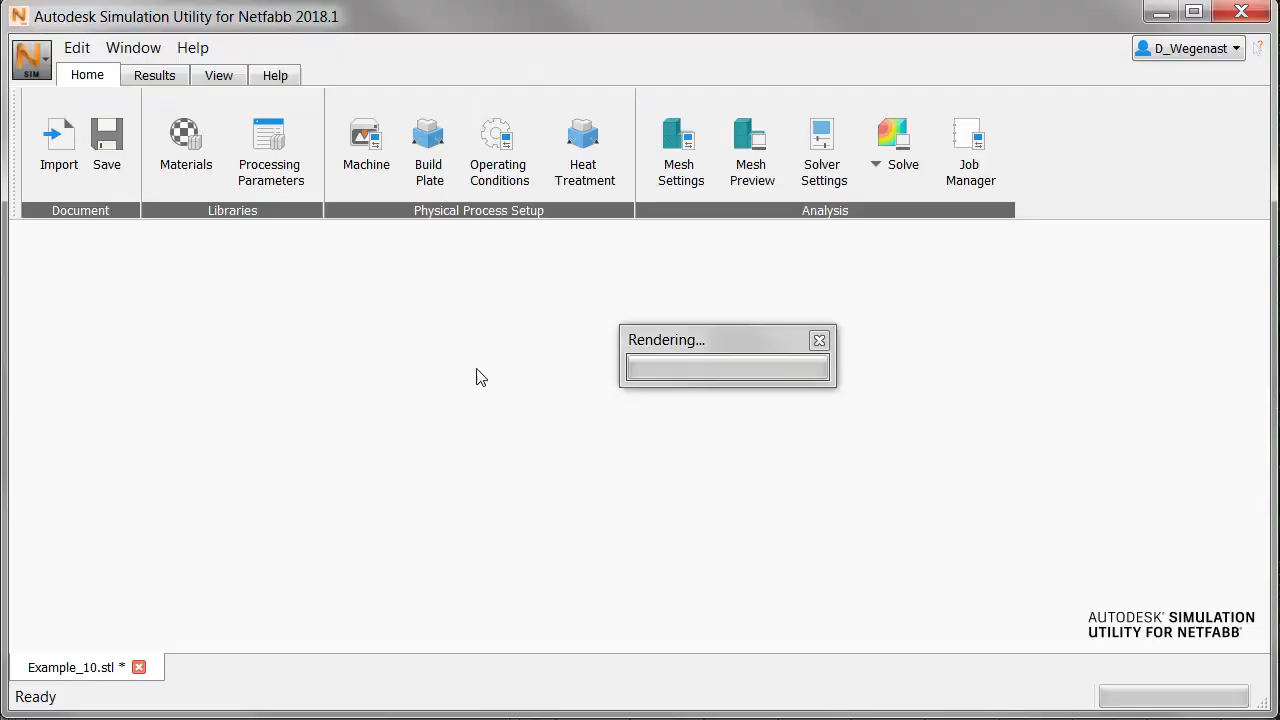 Autodesk Simulation Utility for Netfabb 2018.1
SIM
Edit Window Help
D_Wegenast
Home Results View Help
Import Save Materials Processing Parameters Machine Build Plate Operating Conditions Heat Treatment Mesh Settings Mesh Preview Solver Settings Solve Job Manager
Document Libraries Physical Process Setup Analysis
Rendering...
AUTODESK® SIMULATION
UTILITY FOR NETFABB®
Example_10.stl *
Ready